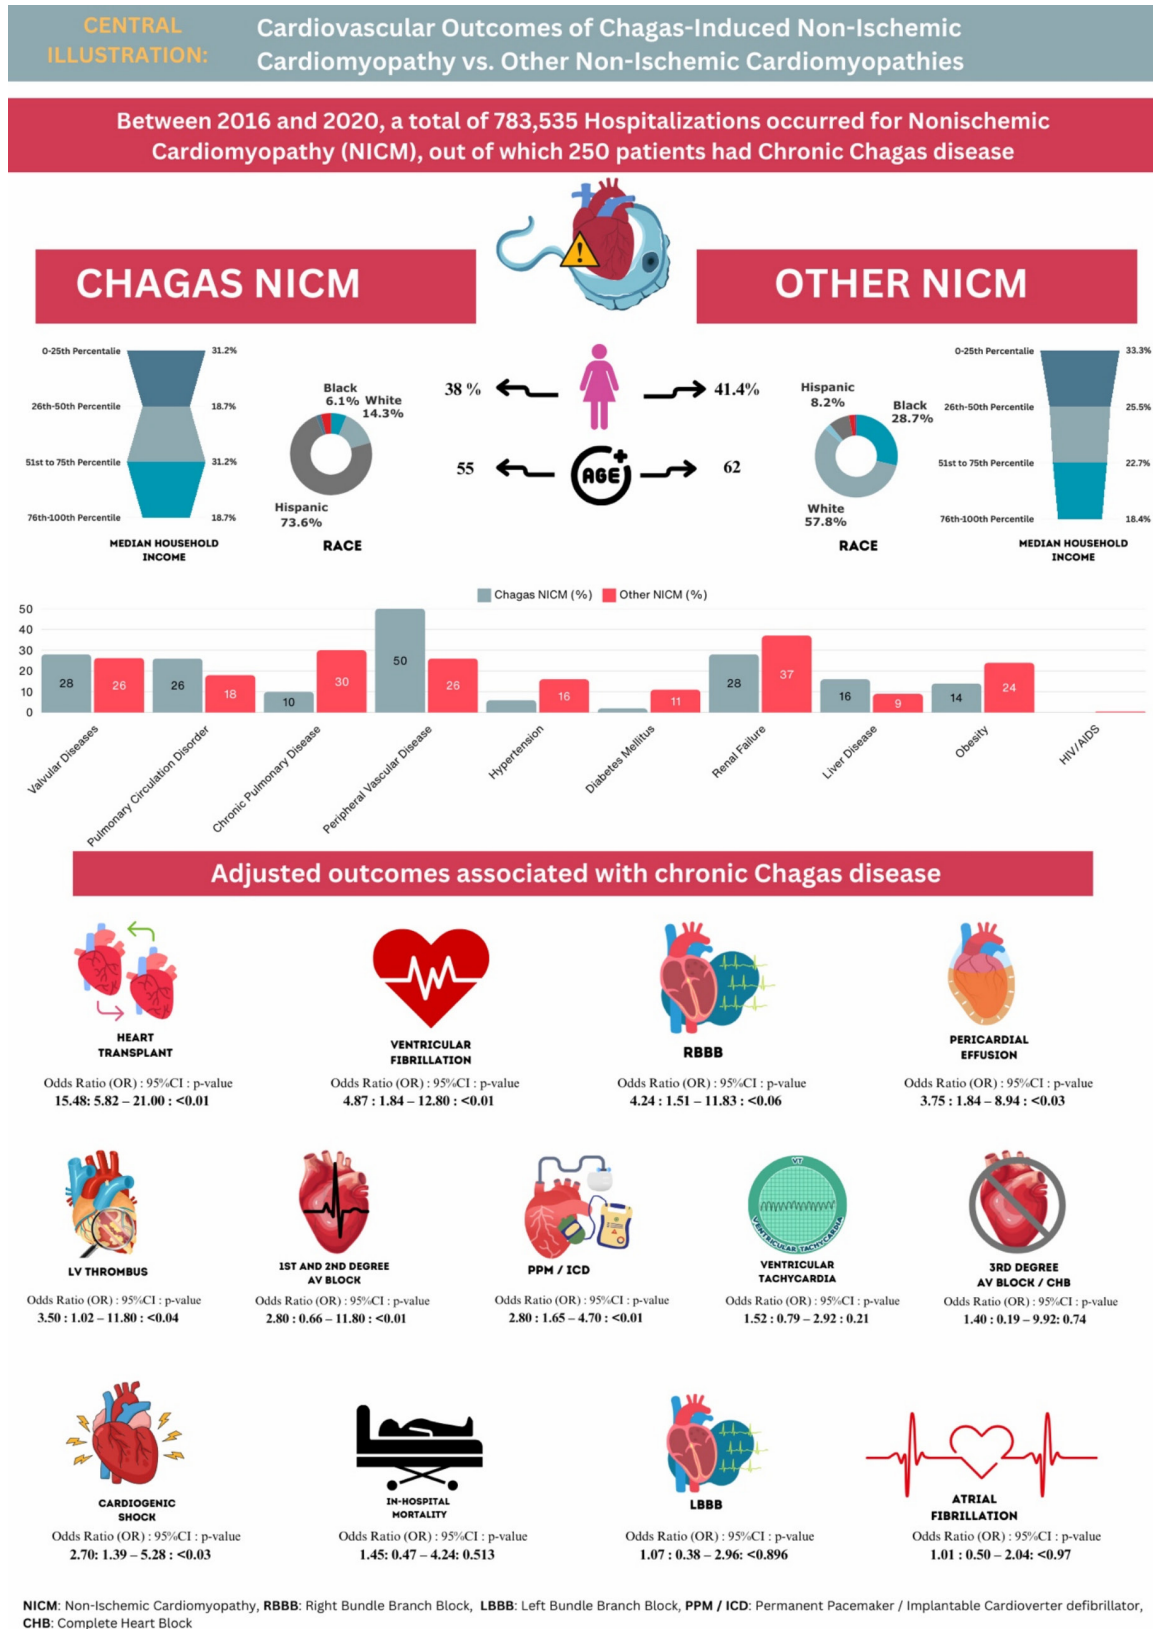 CENTRAL
ILLUSTRATION:
Cardiovascular Outcomes of Chagas-Induced Non-Ischemic
Cardiomyopathy vs. Other Non-Ischemic Cardiomyopathies
Between 2016 and 2020, a total of 783,535 Hospitalizations occurred for Nonischemic
Cardiomyopathy (NICM), out of which 250 patients had Chronic Chagas disease
CHAGAS NICM
OTHER NICM
0-25th Percentalie
31.2%
26th-50th Percentile
18.7%
51st to 75th Percentile
31.2%
76th-100th Percentile
18.7%
MEDIAN HOUSEHOLD
INCOME
Black
6.1%
White
14.3%
Hispanic
73.6%
RACE
38 %
41.4%
55
AGE
62
Hispanic
8.2%
Black
28.7%
White
57.8%
RACE
0-25th Percentalie
33.3%
26th-50th Percentile
25.5%
51st to 75th Percentile
22.7%
76th-100th Percentile
18.4%
MEDIAN HOUSEHOLD
INCOME
Chagas NICM (%)
Other NICM (%)
50
40
30
20
10
0
28
26
26
18
10
30
50
26
16
11
28
37
16
9
14
24
Valvular Diseases
Pulmonary Circulation Disorder
Chronic Pulmonary Disease
Peripheral Vascular Disease
Hypertension
Diabetes Mellitus
Renal Failure
Liver Disease
Obesity
HIV/AIDS
Adjusted outcomes associated with chronic Chagas disease
HEART
TRANSPLANT
Odds Ratio (OR) : 95%CI : p-value
15.48: 5.82 – 21.00 : <0.01
VENTRICULAR
FIBRILLATION
Odds Ratio (OR) : 95%CI : p-value
4.87 : 1.84 – 12.80 : <0.01
RBBB
Odds Ratio (OR) : 95%CI : p-value
4.24 : 1.51 – 11.83 : <0.06
PERICARDIAL
EFFUSION
Odds Ratio (OR) : 95%CI : p-value
3.75 : 1.84 – 8.94 : <0.03
LV THROMBUS
Odds Ratio (OR) : 95%CI : p-value
3.50 : 1.02 – 11.80 : <0.04
1ST AND 2ND DEGREE
AV BLOCK
Odds Ratio (OR) : 95%CI : p-value
2.80 : 0.66 – 11.80 : <0.01
PPM / ICD
Odds Ratio (OR) : 95%CI : p-value
2.80 : 1.65 – 4.70 : <0.01
VT
VENTRICULAR TACHYCARDIA
VENTRICULAR
TACHYCARDIA
Odds Ratio (OR) : 95%CI : p-value
1.52 : 0.79 – 2.92 : 0.21
3RD DEGREE
AV BLOCK / CHB
Odds Ratio (OR) : 95%CI : p-value
1.40 : 0.19 – 9.92: 0.74
CARDIOGENIC
SHOCK
Odds Ratio (OR) : 95%CI : p-value
2.70: 1.39 – 5.28 : <0.03
IN-HOSPITAL
MORTALITY
Odds Ratio (OR) : 95%CI : p-value
1.45: 0.47 – 4.24: 0.513
LBBB
Odds Ratio (OR) : 95%CI : p-value
1.07 : 0.38 – 2.96: <0.896
ATRIAL
FIBRILLATION
Odds Ratio (OR) : 95%CI : p-value
1.01 : 0.50 – 2.04: <0.97
NICM: Non-Ischemic Cardiomyopathy, RBBB: Right Bundle Branch Block, LBBB: Left Bundle Branch Block, PPM / ICD: Permanent Pacemaker / Implantable Cardioverter defibrillator,
CHB: Complete Heart Block